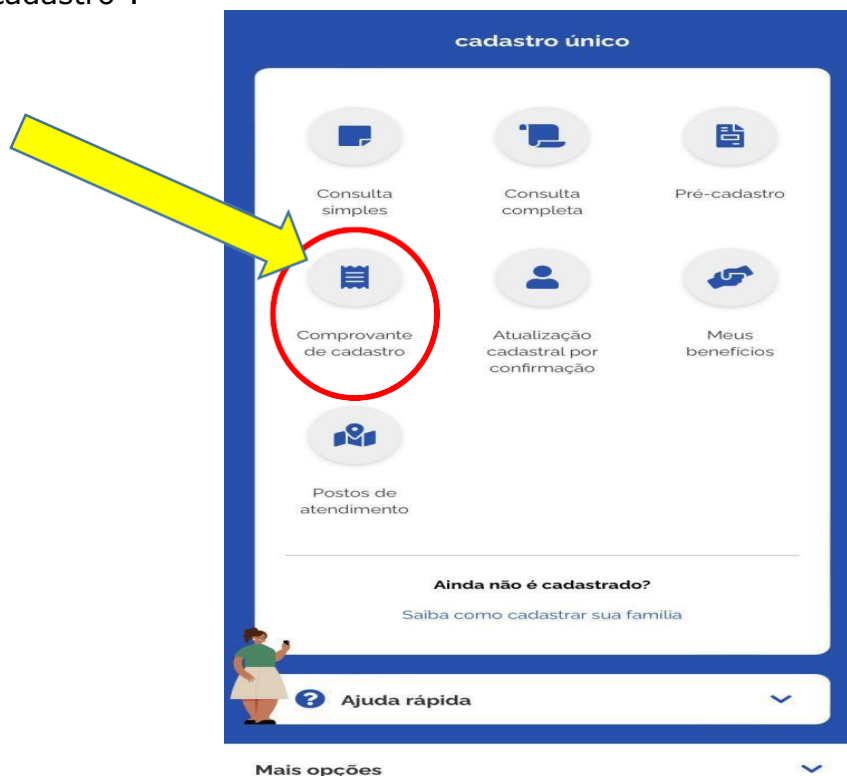 cadastro único
Consulta
simples
Consulta
completa
Pré-cadastro
Comprovante
de cadastro
Atualização
cadastral por
confirmação
Meus
benefícios
Postos de
atendimento
Ainda não é cadastrado?
Saiba como cadastrar sua família
? Ajuda rápida
Mais opções